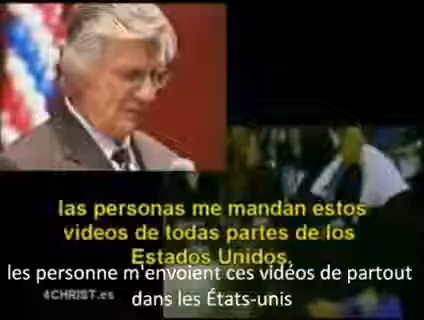 las personas me mandan estos
videos de todas partes de los
Estados Unidos,
les personne m'envoient ces vidéos de partout
dans les États-unis
4CHRIST.es